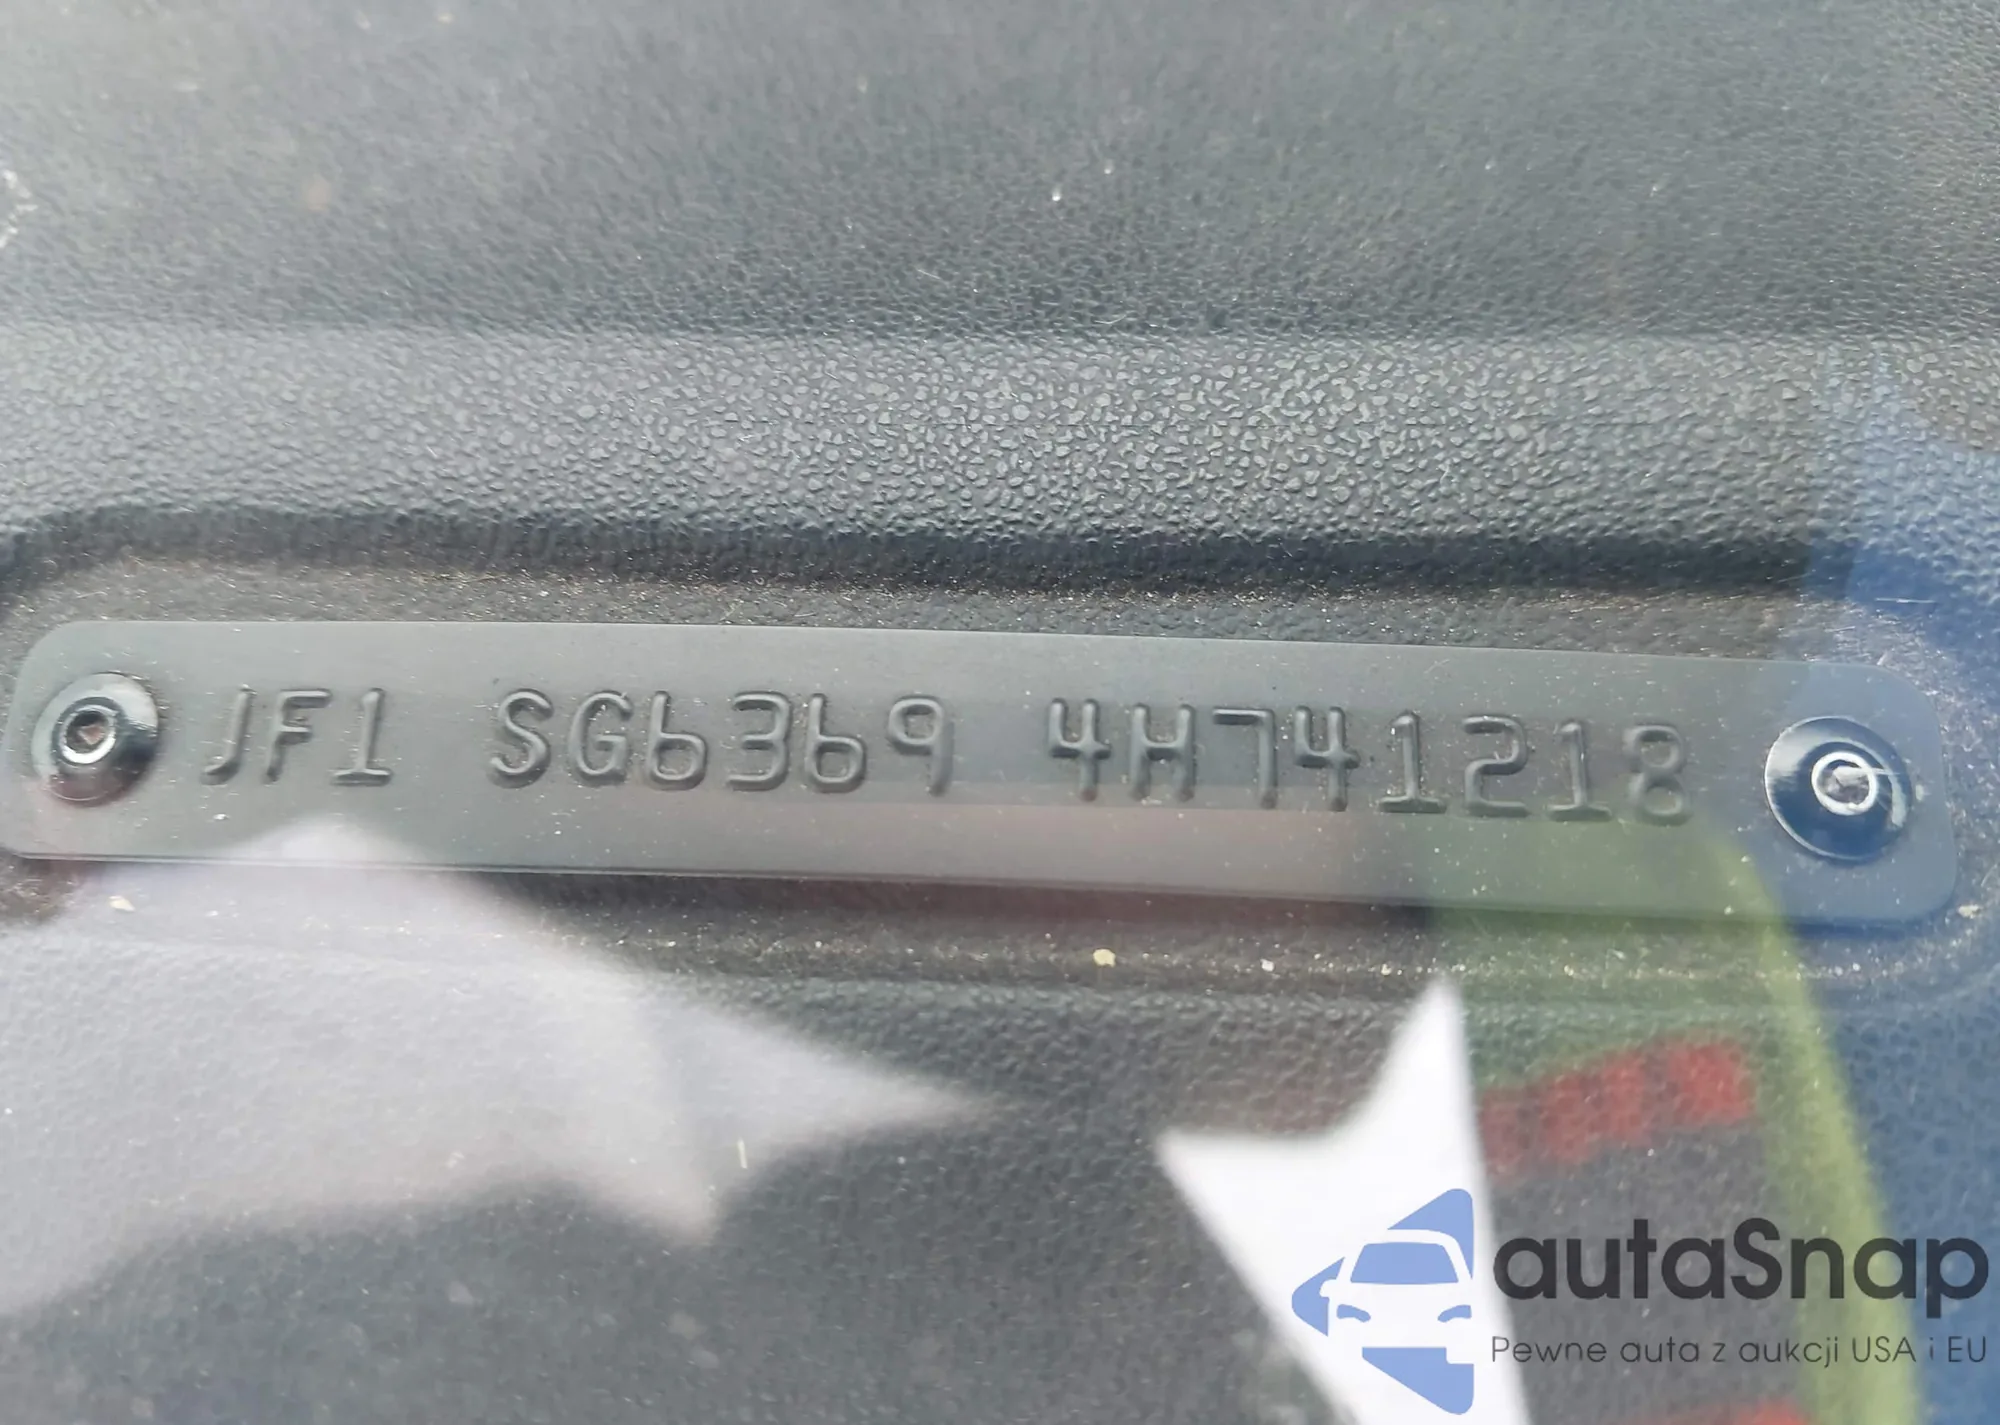 JF1 SG6369 4H741218
autaSnap
Pewne auta z aukcji USA i EU